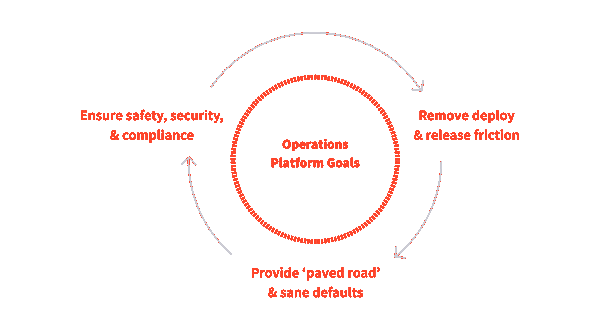 Ensure safety, security,
& compliance
Operations
Platform Goals
Remove deploy
& release friction
Provide ‘paved road’
& sane defaults